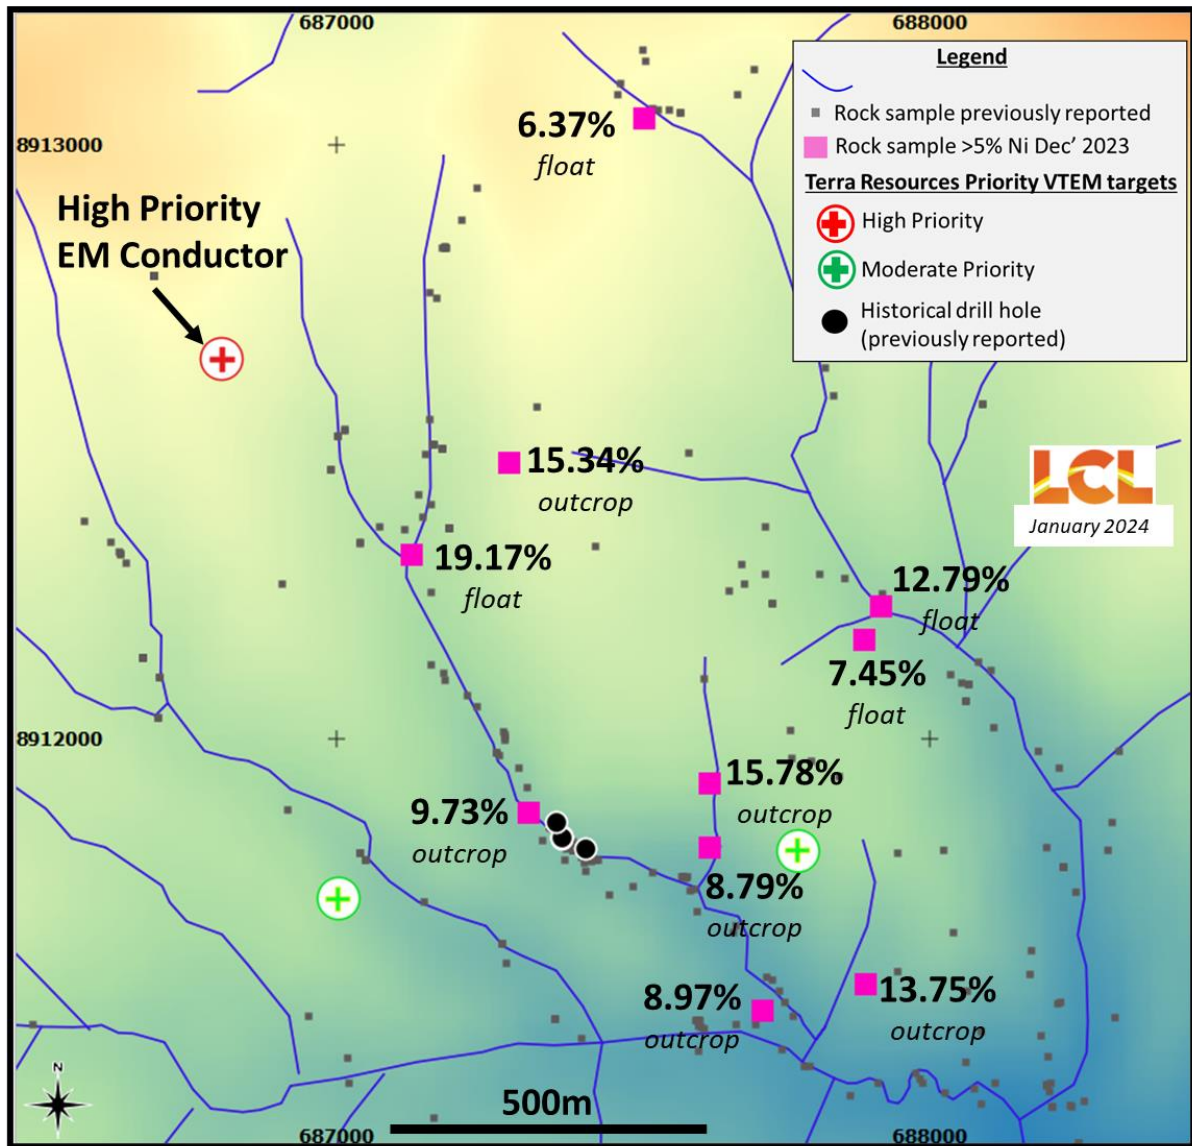 687000
688000
Legend
Rock sample previously reported
Rock sample >5% Ni Dec’ 2023
Terra Resources Priority VTEM targets
High Priority
Moderate Priority
Historical drill hole
(previously reported)
6.37%
float
8913000
High Priority
EM Conductor
15.34%
outcrop
LCL
January 2024
19.17%
float
12.79%
float
7.45%
float
8912000
15.78%
outcrop
9.73%
outcrop
8.79%
outcrop
8.97%
outcrop
13.75%
outcrop
N
500m
687000
688000